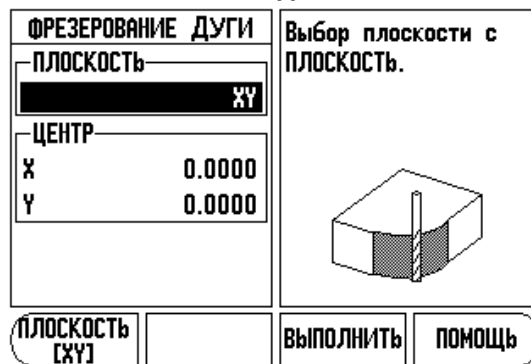 ФРЕЗЕРОВАНИЕ ДУГИ
ПЛОСКОСТЬ
XY
ЦЕНТР
X 0.0000
Y 0.0000
Выбор плоскости с
ПЛОСКОСТЬ.
ПЛОСКОСТЬ
[XY]
ВЫПОЛНИТЬ
ПОМОЩЬ